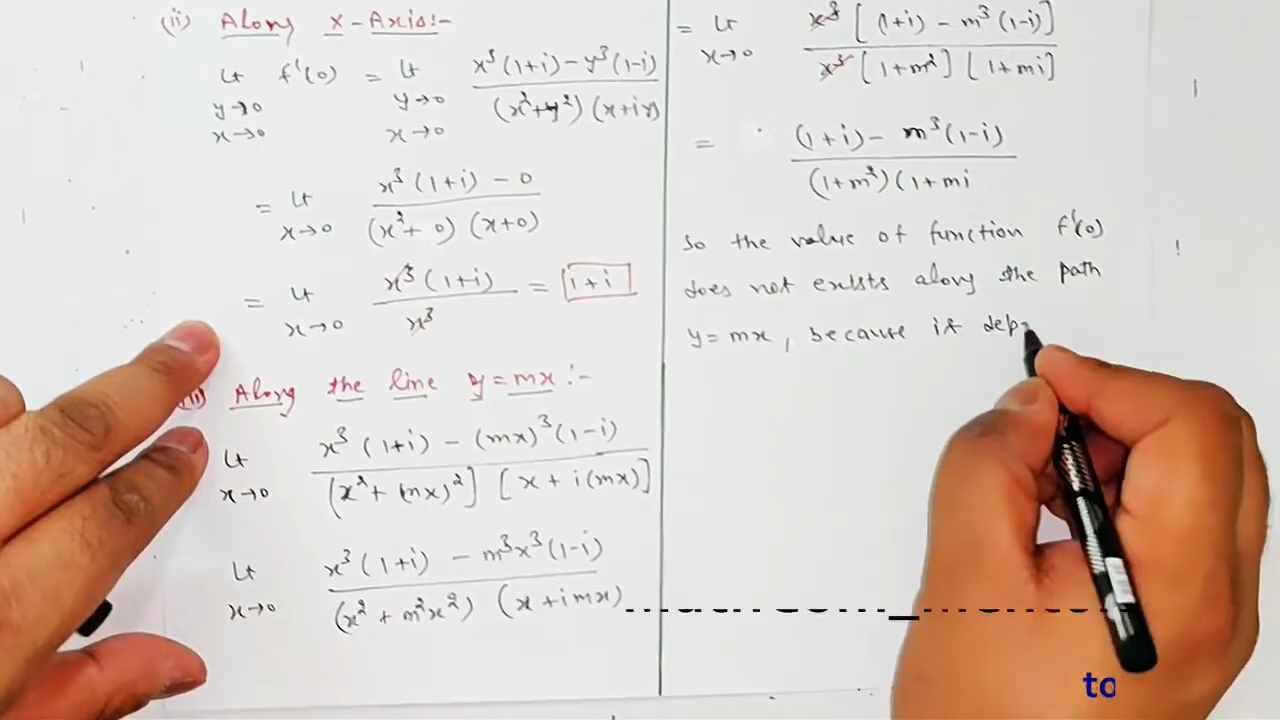 (ii) Along x-Axis:-
Lt f'(0) = Lt x³(1+i) - y³(1-i)
y→0 y→0 (x²+y²) (x+iy)
x→0 x→0
= Lt x³(1+i) - 0
x→0 (x²+0) (x+0)
= Lt x³(1+i) = 1+i
x→0 x³
Along the line y=mx:-
Lt x³(1+i) - (mx)³(1-i)
x→0 (x²+(mx)²] [x+i(mx)]
Lt x³(1+i) - m³x³(1-i)
x→0 (x²+m²x²) (x+imx)
= Lt x³[(1+i) - m³(1-i)]
x→0 x³[1+m²] [1+mi]
= (1+i) - m³(1-i)
(1+m²)(1+mi
So the value of function f'(0)
does not exists along the path
y=mx, because it dep
to